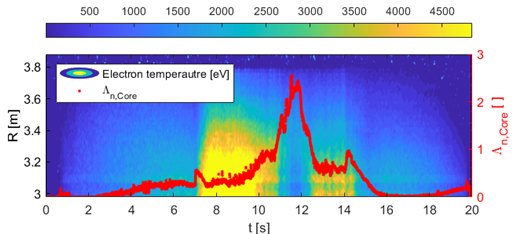 500 1000 1500 2000 2500 3000 3500 4000 4500
3.8
3.6
3.4
3.2
3
R [m]
Electron temperautre [eV]
Λn,Core
3
2
1
0
Λn,Core [ ]
0 2 4 6 8 10 12 14 16 18 20
t [s]